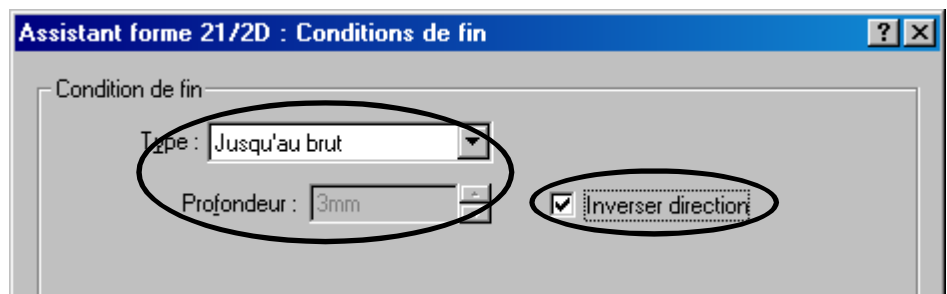 Assistant forme 21/2D : Conditions de fin
Condition de fin
Type : Jusqu'au brut
Profondeur : 3mm Inverser direction